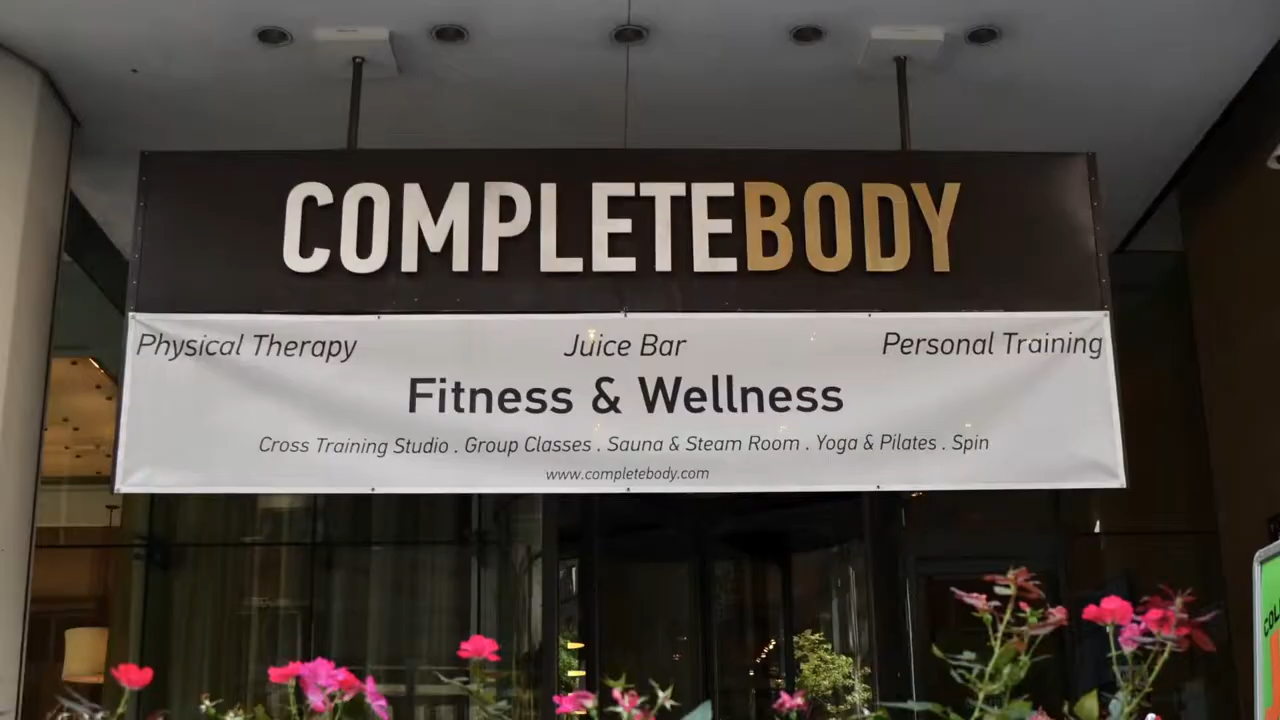 COMPLETEBODY
Physical Therapy Juice Bar Personal Training
Fitness & Wellness
Cross Training Studio . Group Classes . Sauna & Steam Room . Yoga & Pilates . Spin
www.completebody.com